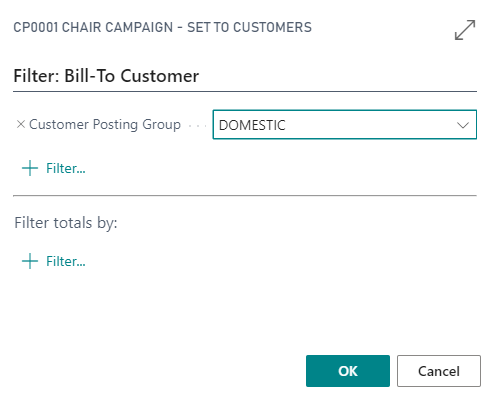 CP0001 CHAIR CAMPAIGN - SET TO CUSTOMERS
Filter: Bill-To Customer
× Customer Posting Group · · · DOMESTIC
+ Filter...
Filter totals by:
+ Filter...
OK Cancel